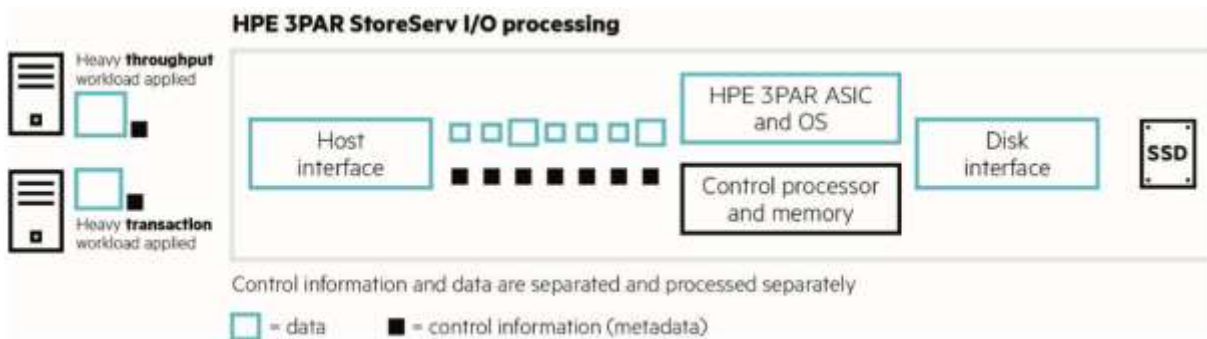 HPE 3PAR StoreServ I/O processing
Heavy throughput
workload applied
Heavy transaction
workload applied
Host
interface
HPE 3PAR ASIC
and OS
Control processor
and memory
Disk
interface
SSD
Control information and data are separated and processed separately
= data
= control information (metadata)